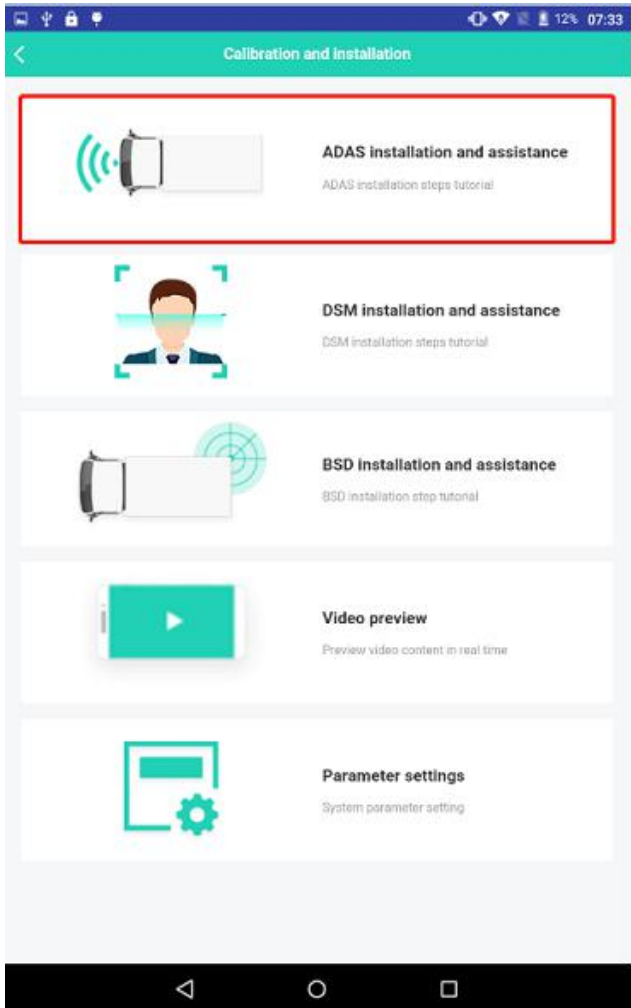 12% 07:33
Calibration and Installation
ADAS installation and assistance
ADAS installation steps tutorial
DSM installation and assistance
DSM installation steps tutorial
BSD installation and assistance
BSD installation step tutorial
Video preview
Preview video content in real time
Parameter settings
System parameter setting